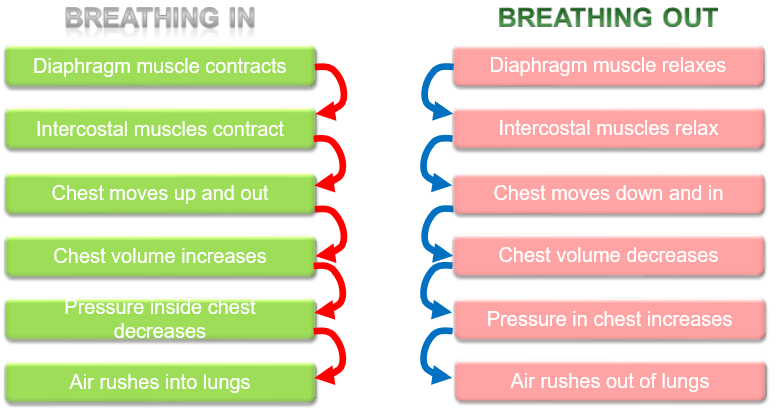 BREATHING IN
Diaphragm muscle contracts
Intercostal muscles contract
Chest moves up and out
Chest volume increases
Pressure inside chest
decreases
Air rushes into lungs
BREATHING OUT
Diaphragm muscle relaxes
Intercostal muscles relax
Chest moves down and in
Chest volume decreases
Pressure in chest increases
Air rushes out of lungs